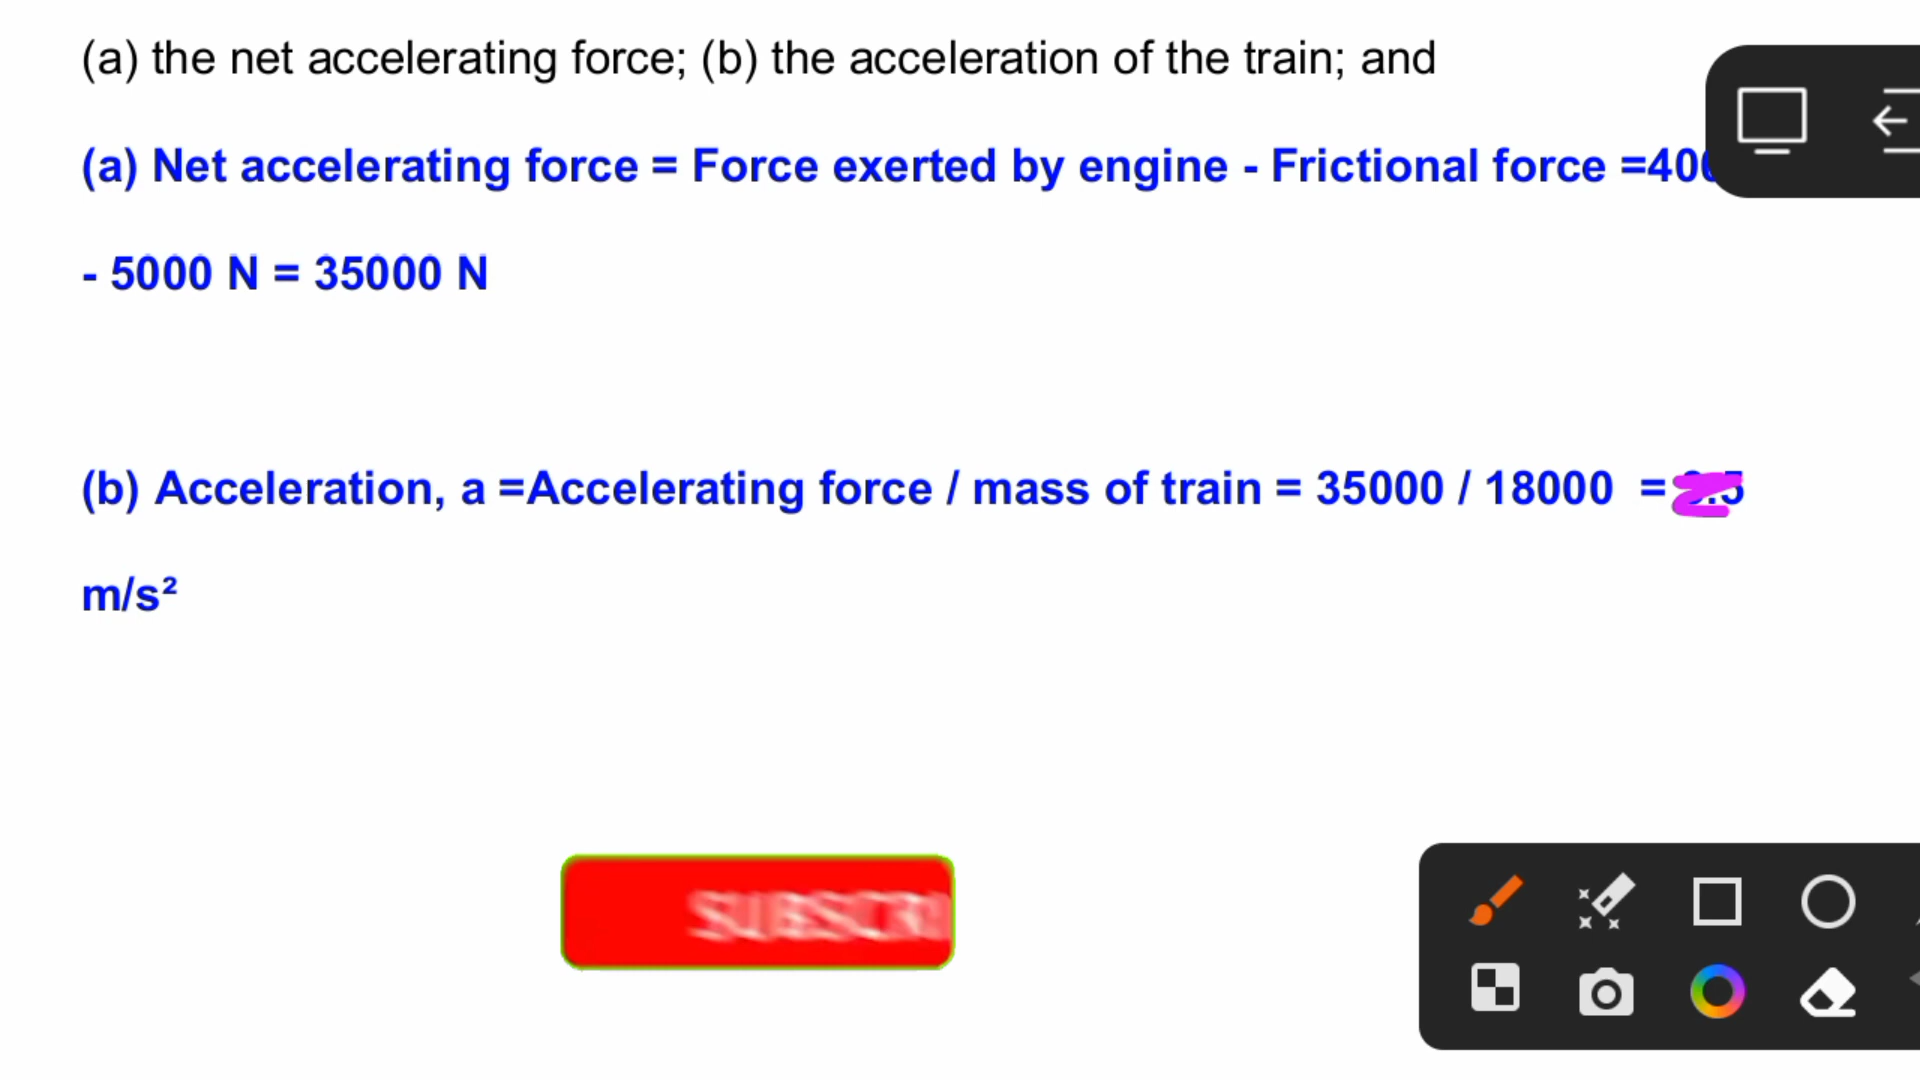 (a) the net accelerating force; (b) the acceleration of the train; and
(a) Net accelerating force = Force exerted by engine - Frictional force =
- 5000 N = 35000 N
(b) Acceleration, a =Accelerating force / mass of train = 35000 / 18000 =
m/s²